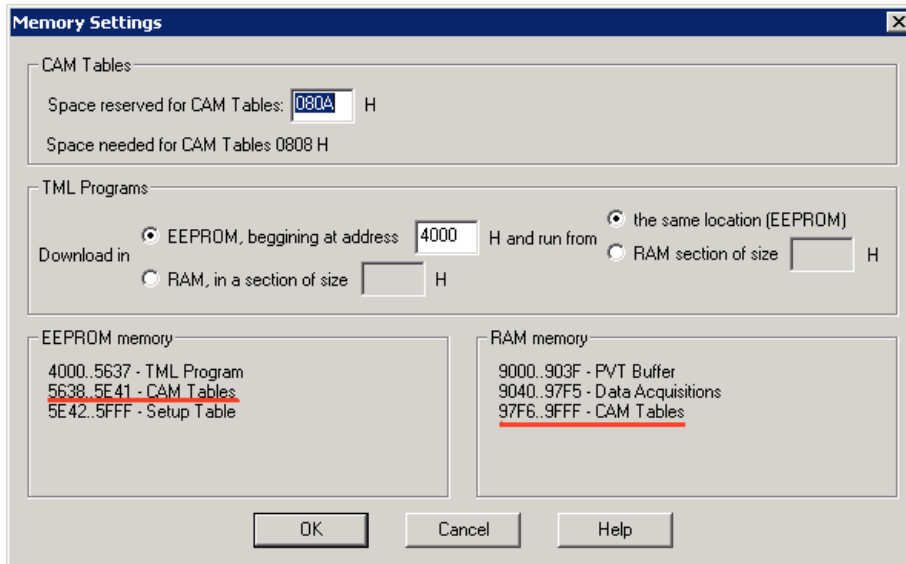 Memory Settings
CAM Tables
Space reserved for CAM Tables: 080A H
Space needed for CAM Tables 0808 H
TML Programs
Download in
EEPROM, beggining at address 4000 H and run from
the same location (EEPROM)
RAM, in a section of size H
RAM section of size H
EEPROM memory
4000..5637 - TML Program
5638..5E41 - CAM Tables
5E42..5FFF - Setup Table
RAM memory
9000..903F - PVT Buffer
9040..97F5 - Data Acquisitions
97F6..9FFF - CAM Tables
OK
Cancel
Help